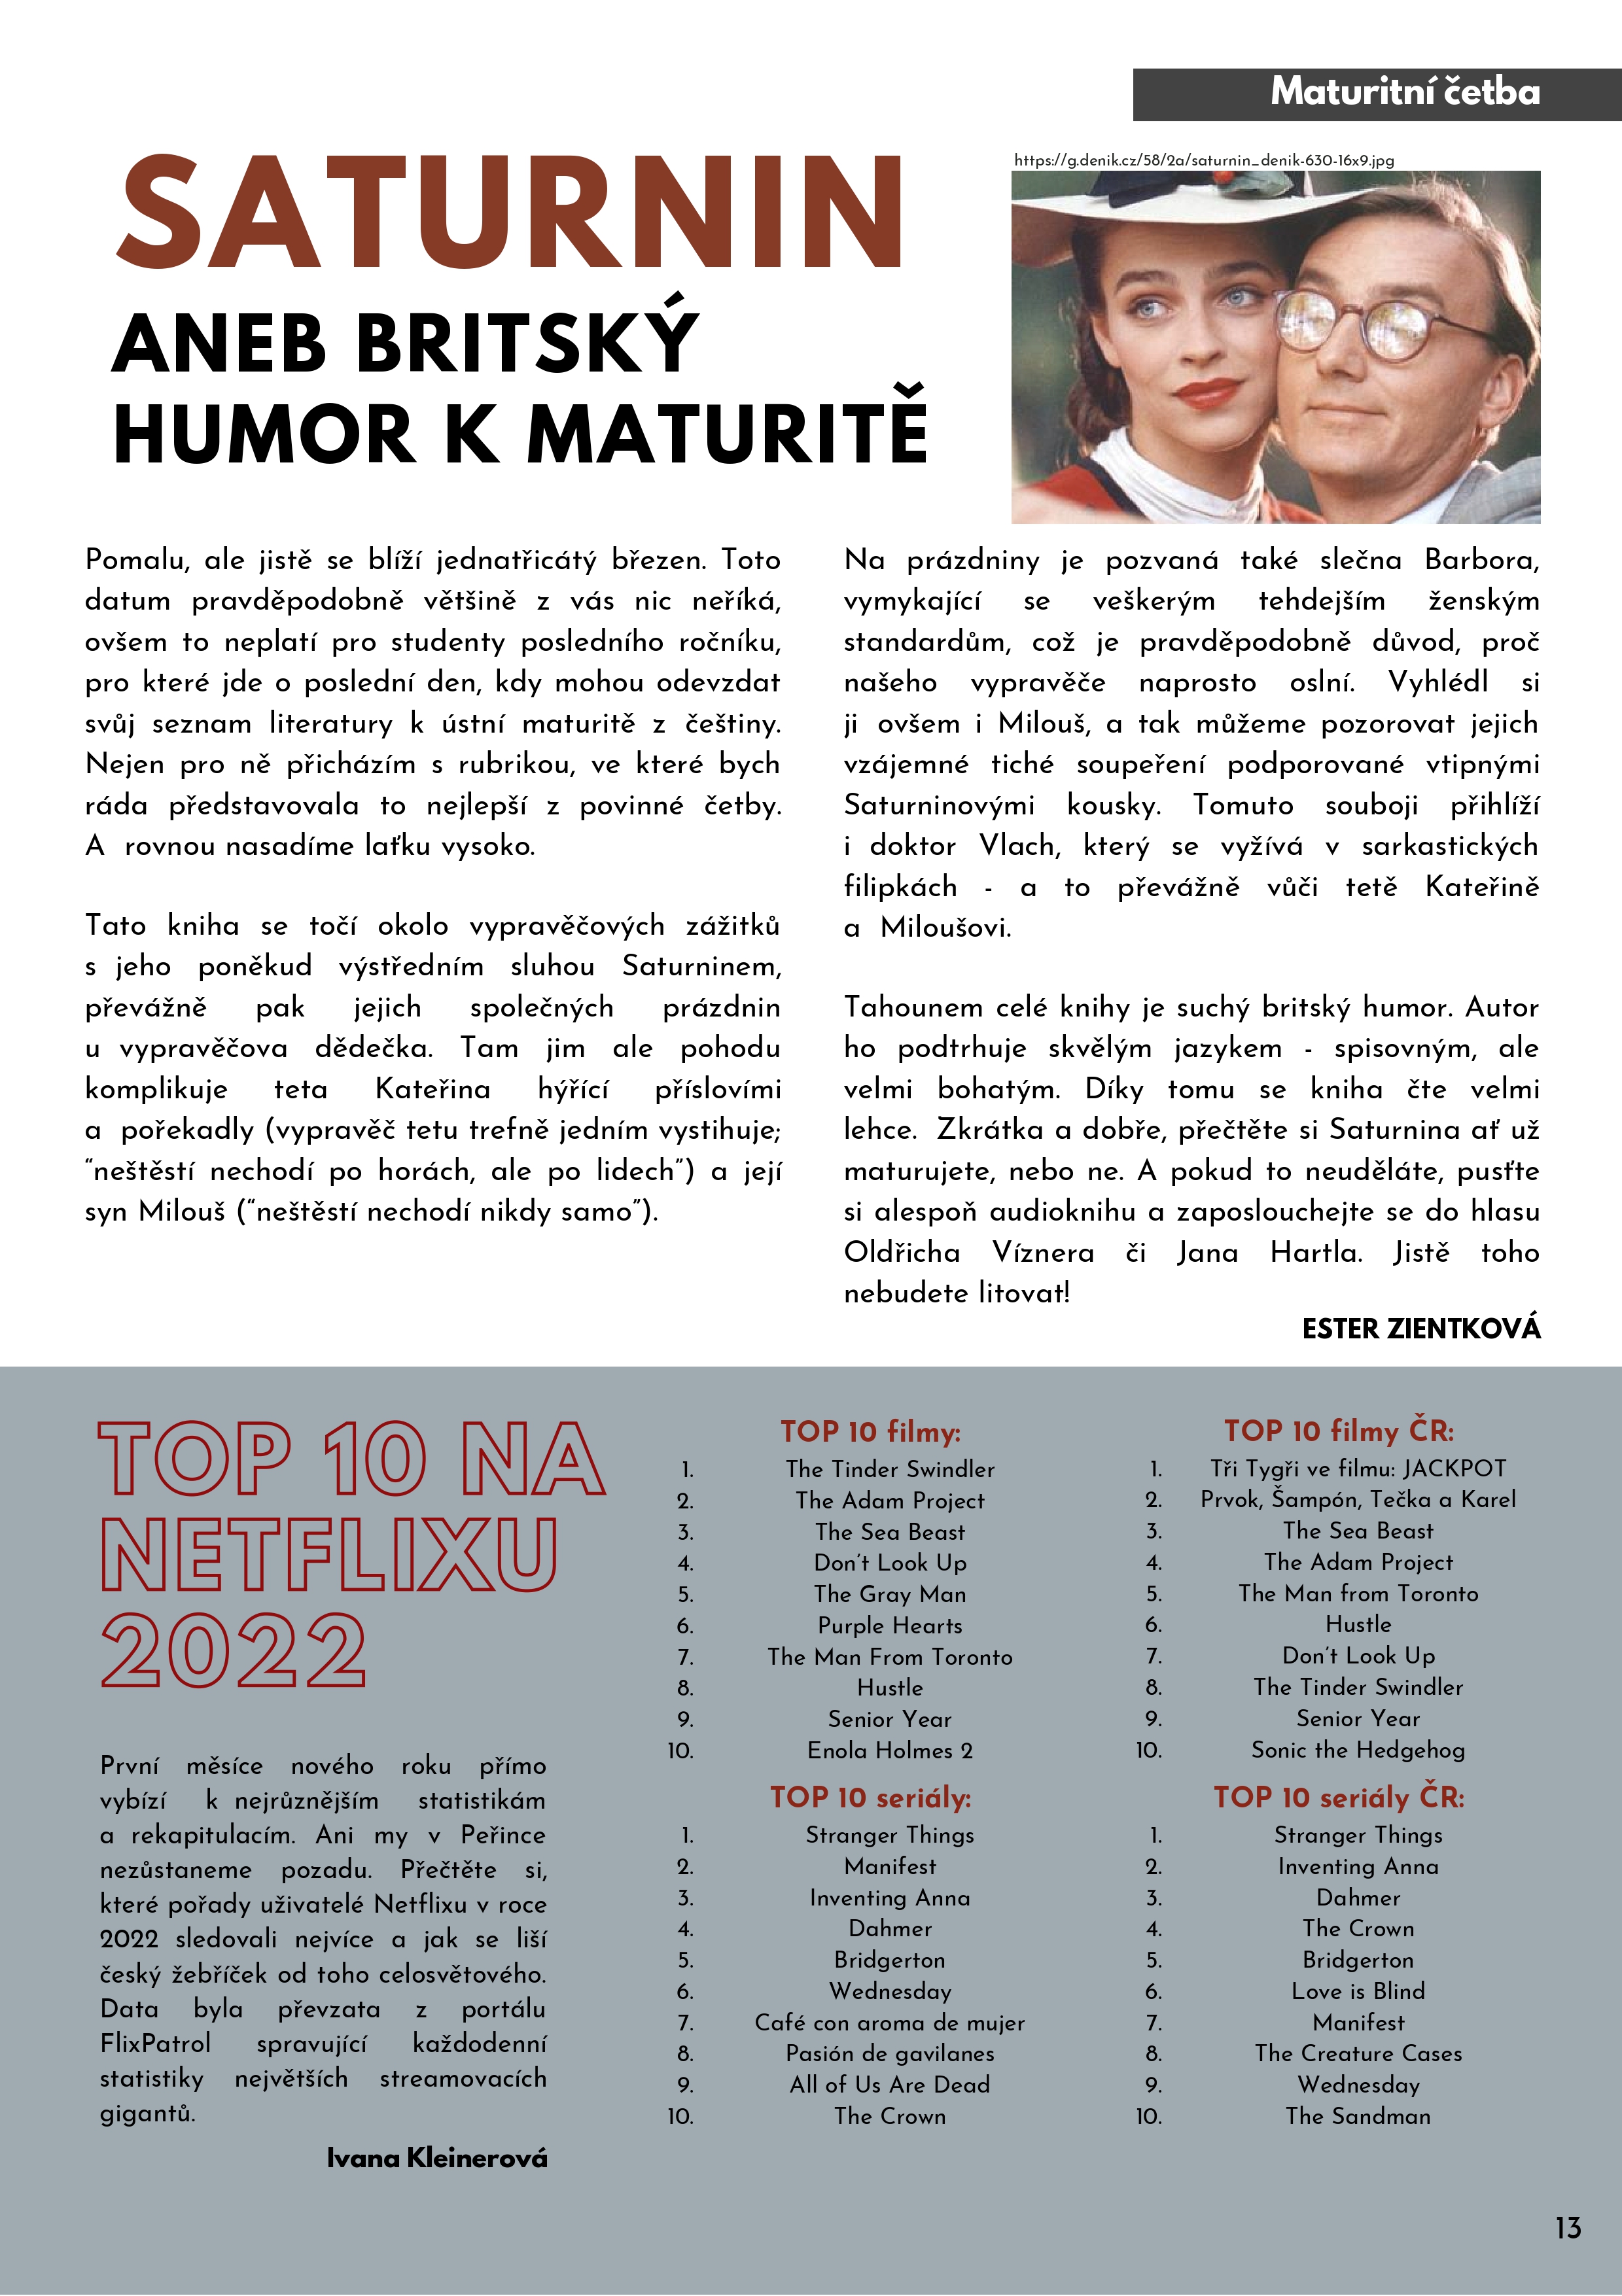 Maturitní četba
SATURNIN
ANEB BRITSKÝ
HUMOR K MATURITĚ
https://g.denik.cz/58/2a/saturnin_denik-630-16x9.jpg
Pomalu, ale jistě se blíží jednatřicátý březen. Toto
datum pravděpodobně většině z vás nic neříká,
ovšem to neplatí pro studenty posledního ročníku,
pro které jde o poslední den, kdy mohou odevzdat
svůj seznam literatury k ústní maturitě z češtiny.
Nejen pro ně přicházím s rubrikou, ve které bych
ráda představovala to nejlepší z povinné četby.
A rovnou nasadíme laťku vysoko.
Tato kniha se točí okolo vypravěčových zážitků
s jeho poněkud výstředním sluhou Saturninem,
převážně pak jejich společných prázdnin
u vypravěčova dědečka. Tam jim ale pohodu
komplikuje teta Kateřina hýřící příslovími
a pořekadly (vypravěč tetu trefně jedním vystihuje;
“neštěstí nechodí po horách, ale po lidech”) a její
syn Milouš (“neštěstí nechodí nikdy samo”).
Na prázdniny je pozvaná také slečna Barbora,
vymykající se veškerým tehdejším ženským
standardům, což je pravděpodobně důvod, proč
našeho vypravěče naprosto oslní. Vyhlédl si
ji ovšem i Milouš, a tak můžeme pozorovat jejich
vzájemné tiché soupeření podporované vtipnými
Saturninovými kousky. Tomuto souboji přihlíží
i doktor Vlach, který se vyžívá v sarkastických
filipkách - a to převážně vůči tetě Kateřině
a Miloušovi.
Tahounem celé knihy je suchý britský humor. Autor
ho podtrhuje skvělým jazykem - spisovným, ale
velmi bohatým. Díky tomu se kniha čte velmi
lehce. Zkrátka a dobře, přečtěte si Saturnina ať už
maturujete, nebo ne. A pokud to neuděláte, pusťte
si alespoň audioknihu a zaposlouchejte se do hlasu
Oldřicha Víznera či Jana Hartla. Jistě toho
nebudete litovat!
ESTER ZIENTKOVÁ
TOP 10 NA
NETFLIXU
2022
První měsíce nového roku přímo
vybízí k nejrůznějším statistikám
a rekapitulacím. Ani my v Peřince
nezůstaneme pozadu. Přečtěte si,
které pořady uživatelé Netflixu v roce
2022 sledovali nejvíce a jak se liší
český žebříček od toho celosvětového.
Data byla převzata z portálu
FlixPatrol spravující každodenní
statistiky největších streamovacích
gigantů.
Ivana Kleinerová
TOP 10 filmy:
1. The Tinder Swindler
2. The Adam Project
3. The Sea Beast
4. Don’t Look Up
5. The Gray Man
6. Purple Hearts
7. The Man From Toronto
8. Hustle
9. Senior Year
10. Enola Holmes 2
TOP 10 seriály:
1. Stranger Things
2. Manifest
3. Inventing Anna
4. Dahmer
5. Bridgerton
6. Wednesday
7. Café con aroma de mujer
8. Pasión de gavilanes
9. All of Us Are Dead
10. The Crown
TOP 10 filmy ČR:
1. Tři Tygři ve filmu: JACKPOT
2. Prvok, Šampón, Tečka a Karel
3. The Sea Beast
4. The Adam Project
5. The Man from Toronto
6. Hustle
7. Don’t Look Up
8. The Tinder Swindler
9. Senior Year
10. Sonic the Hedgehog
TOP 10 seriály ČR:
1. Stranger Things
2. Inventing Anna
3. Dahmer
4. The Crown
5. Bridgerton
6. Love is Blind
7. Manifest
8. The Creature Cases
9. Wednesday
10. The Sandman
13